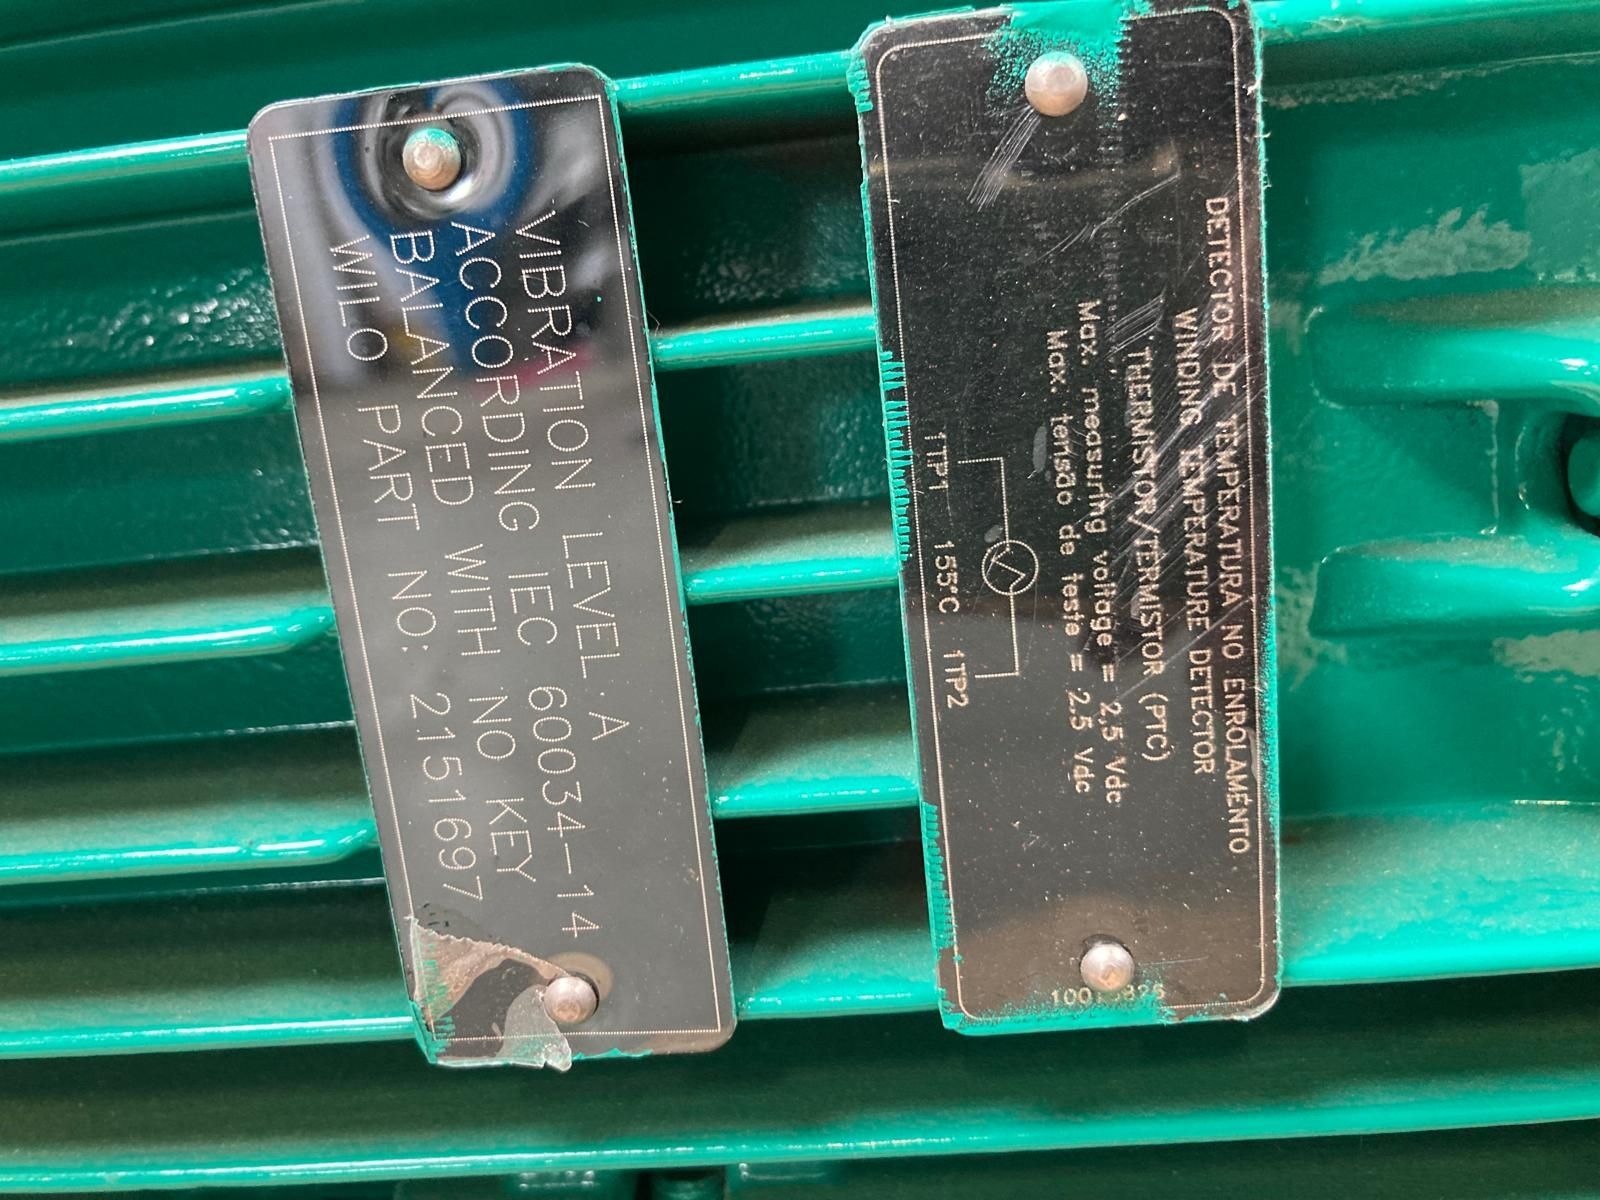 VIBRATION LEVEL A
ACCORDING IEC 60034-14
BALANCED WITH NO KEY
WILO PART NO: 2151697
DETECTOR DE TEMPERATURA NO ENROLAMENTO
WINDING TEMPERATURE DETECTOR
THERMISTOR/TERMISTOR (PTC)
Max. measuring voltage = 2,5 Vdc
Max. tensão de teste = 2,5 Vdc
1TP1 155°C 1TP2